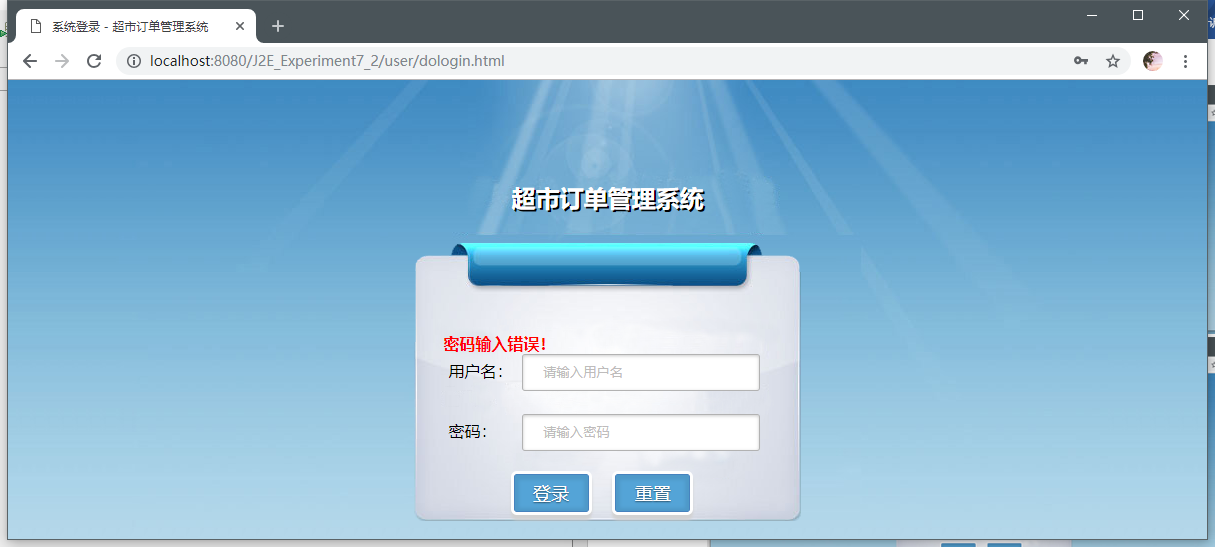 系统登录 - 超市订单管理系统
localhost:8080/J2E_Experiment7_2/user/dologin.html
超市订单管理系统
密码输入错误!
用户名: 请输入用户名
密码: 请输入密码
登录 重置